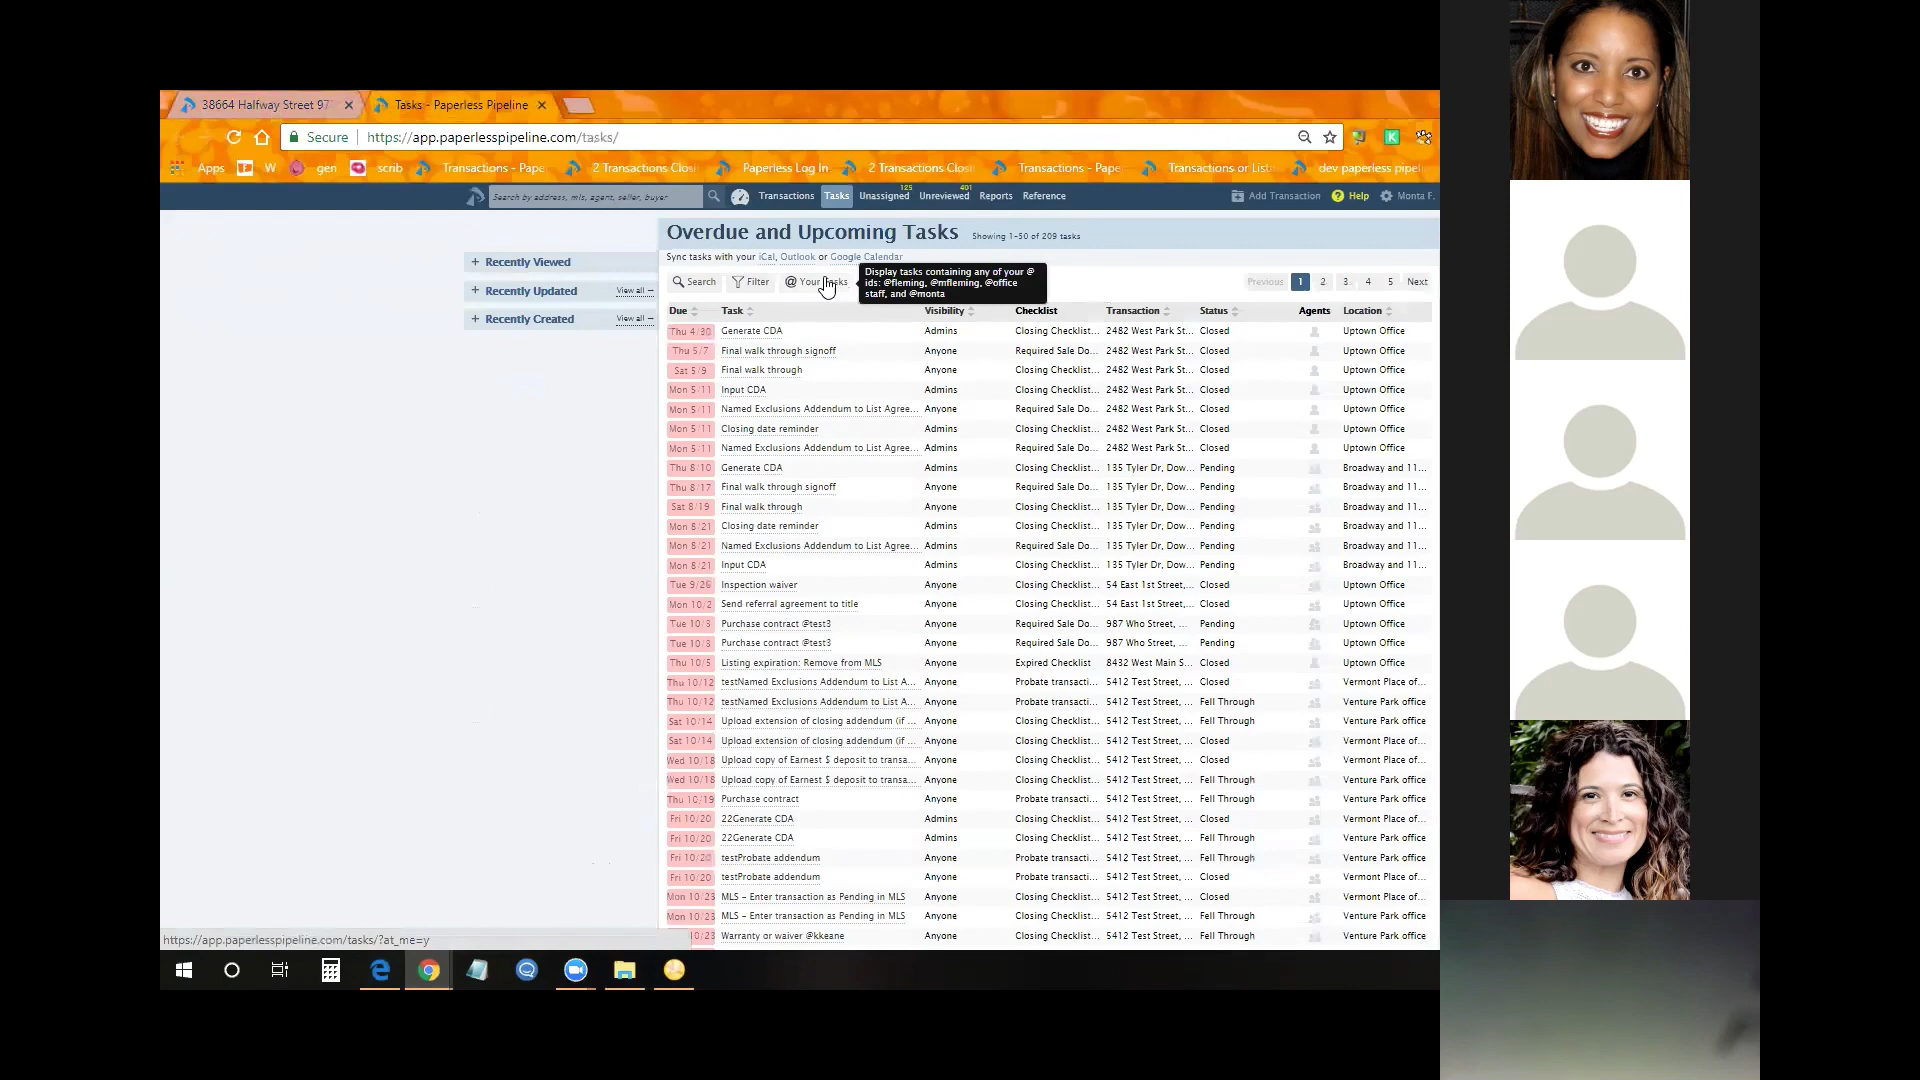 38664 Halfway Street 97
Tasks - Paperless Pipeline
Secure
https://app.paperlesspipeline.com/tasks/
Apps W gen scrib Transactions - Pape 2 Transactions Closi Paperless Log In 2 Transactions Closi Transactions - Pape Transactions or Lista dev paperless pipeli
Search by address, mls, agent, seller, buyer
Transactions Tasks Unassigned 125 Unreviewed 401 Reports Reference
Add Transaction Help Monta F.
+ Recently Viewed
+ Recently Updated View all
+ Recently Created View all
Overdue and Upcoming Tasks Showing 1-50 of 209 tasks
Sync tasks with your iCal, Outlook or Google Calendar
Search Filter @ Your Tasks
Display tasks containing any of your @
ids: @fleming, @mfleming, @office
staff, and @monta
Previous 1 2 3 4 5 Next
Due Task Visibility Checklist Transaction Status Agents Location
Thu 4/30 Generate CDA Admins Closing Checklist... 2482 West Park St... Closed Uptown Office
Thu 5/7 Final walk through signoff Anyone Required Sale Do... 2482 West Park St... Closed Uptown Office
Sat 5/9 Final walk through Anyone Closing Checklist... 2482 West Park St... Closed Uptown Office
Mon 5/11 Input CDA Admins Closing Checklist... 2482 West Park St... Closed Uptown Office
Mon 5/11 Named Exclusions Addendum to List Agree... Anyone Required Sale Do... 2482 West Park St... Closed Uptown Office
Mon 5/11 Closing date reminder Admins Closing Checklist... 2482 West Park St... Closed Uptown Office
Mon 5/11 Named Exclusions Addendum to List Agree... Admins Required Sale Do... 2482 West Park St... Closed Uptown Office
Thu 8/10 Generate CDA Admins Closing Checklist... 135 Tyler Dr, Dow... Pending Broadway and 11...
Thu 8/17 Final walk through signoff Anyone Required Sale Do... 135 Tyler Dr, Dow... Pending Broadway and 11...
Sat 8/19 Final walk through Anyone Closing Checklist... 135 Tyler Dr, Dow... Pending Broadway and 11...
Mon 8/21 Closing date reminder Admins Closing Checklist... 135 Tyler Dr, Dow... Pending Broadway and 11...
Mon 8/21 Named Exclusions Addendum to List Agree... Admins Required Sale Do... 135 Tyler Dr, Dow... Pending Broadway and 11...
Mon 8/21 Input CDA Admins Closing Checklist... 135 Tyler Dr, Dow... Pending Broadway and 11...
Tue 9/26 Inspection waiver Anyone Closing Checklist... 54 East 1st Street,... Closed Uptown Office
Mon 10/2 Send referral agreement to title Anyone Closing Checklist... 54 East 1st Street,... Closed Uptown Office
Tue 10/3 Purchase contract @test3 Anyone Required Sale Do... 987 Who Street, ... Pending Uptown Office
Tue 10/3 Purchase contract @test3 Anyone Required Sale Do... 987 Who Street, ... Pending Uptown Office
Thu 10/5 Listing expiration: Remove from MLS Anyone Expired Checklist 8432 West Main S... Closed Uptown Office
Thu 10/12 testNamed Exclusions Addendum to List A... Anyone Probate transacti... 5412 Test Street, ... Closed Vermont Place of...
Thu 10/12 testNamed Exclusions Addendum to List A... Anyone Probate transacti... 5412 Test Street, ... Fell Through Venture Park office
Sat 10/14 Upload extension of closing addendum (if ... Anyone Closing Checklist... 5412 Test Street, ... Fell Through Venture Park office
Sat 10/14 Upload extension of closing addendum (if ... Anyone Closing Checklist... 5412 Test Street, ... Closed Vermont Place of...
Wed 10/18 Upload copy of Earnest $ deposit to transa... Anyone Closing Checklist... 5412 Test Street, ... Closed Vermont Place of...
Wed 10/18 Upload copy of Earnest $ deposit to transa... Anyone Closing Checklist... 5412 Test Street, ... Fell Through Venture Park office
Thu 10/19 Purchase contract Anyone Probate transacti... 5412 Test Street, ... Fell Through Venture Park office
Fri 10/20 22Generate CDA Admins Closing Checklist... 5412 Test Street, ... Closed Vermont Place of...
Fri 10/20 22Generate CDA Admins Closing Checklist... 5412 Test Street, ... Fell Through Venture Park office
Fri 10/20 testProbate addendum Anyone Probate transacti... 5412 Test Street, ... Fell Through Venture Park office
Fri 10/20 testProbate addendum Anyone Probate transacti... 5412 Test Street, ... Closed Vermont Place of...
Mon 10/23 MLS - Enter transaction as Pending in MLS Anyone Closing Checklist... 5412 Test Street, ... Closed Vermont Place of...
Mon 10/23 MLS - Enter transaction as Pending in MLS Anyone Closing Checklist... 5412 Test Street, ... Fell Through Venture Park office
10/23 Warranty or waiver @kkeane Anyone Closing Checklist... 5412 Test Street, ... Fell Through Venture Park office
https://app.paperlesspipeline.com/tasks/?at_me=y